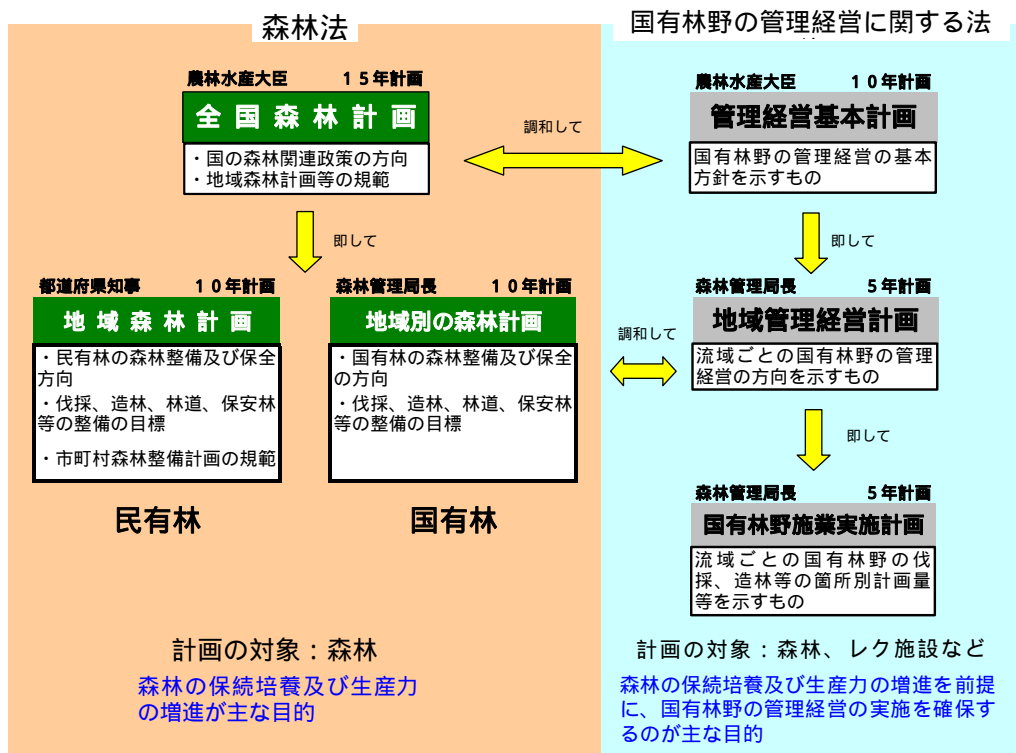 森林法
国有林野の管理経営に関する法
農林水産大臣 15年計画
全国森林計画
・国の森林関連政策の方向
・地域森林計画等の規範
調和して
農林水産大臣 10年計画
管理経営基本計画
国有林野の管理経営の基本
方針を示すもの
即して
即して
都道府県知事 10年計画
地域森林計画
・民有林の森林整備及び保全
方向
・伐採、造林、林道、保安林
等の整備の目標
・市町村森林整備計画の規範
民有林
森林管理局長 10年計画
地域別の森林計画
・国有林の森林整備及び保全
の方向
・伐採、造林、林道、保安林
等の整備の目標
国有林
調和して
森林管理局長 5年計画
地域管理経営計画
流域ごとの国有林野の管理
経営の方向を示すもの
即して
森林管理局長 5年計画
国有林野施業実施計画
流域ごとの国有林野の伐
採、造林等の箇所別計画量
等を示すもの
計画の対象：森林
森林の保続培養及び生産力
の増進が主な目的
計画の対象：森林、レク施設など
森林の保続培養及び生産力の増進を前提
に、国有林野の管理経営の実施を確保す
るのが主な目的